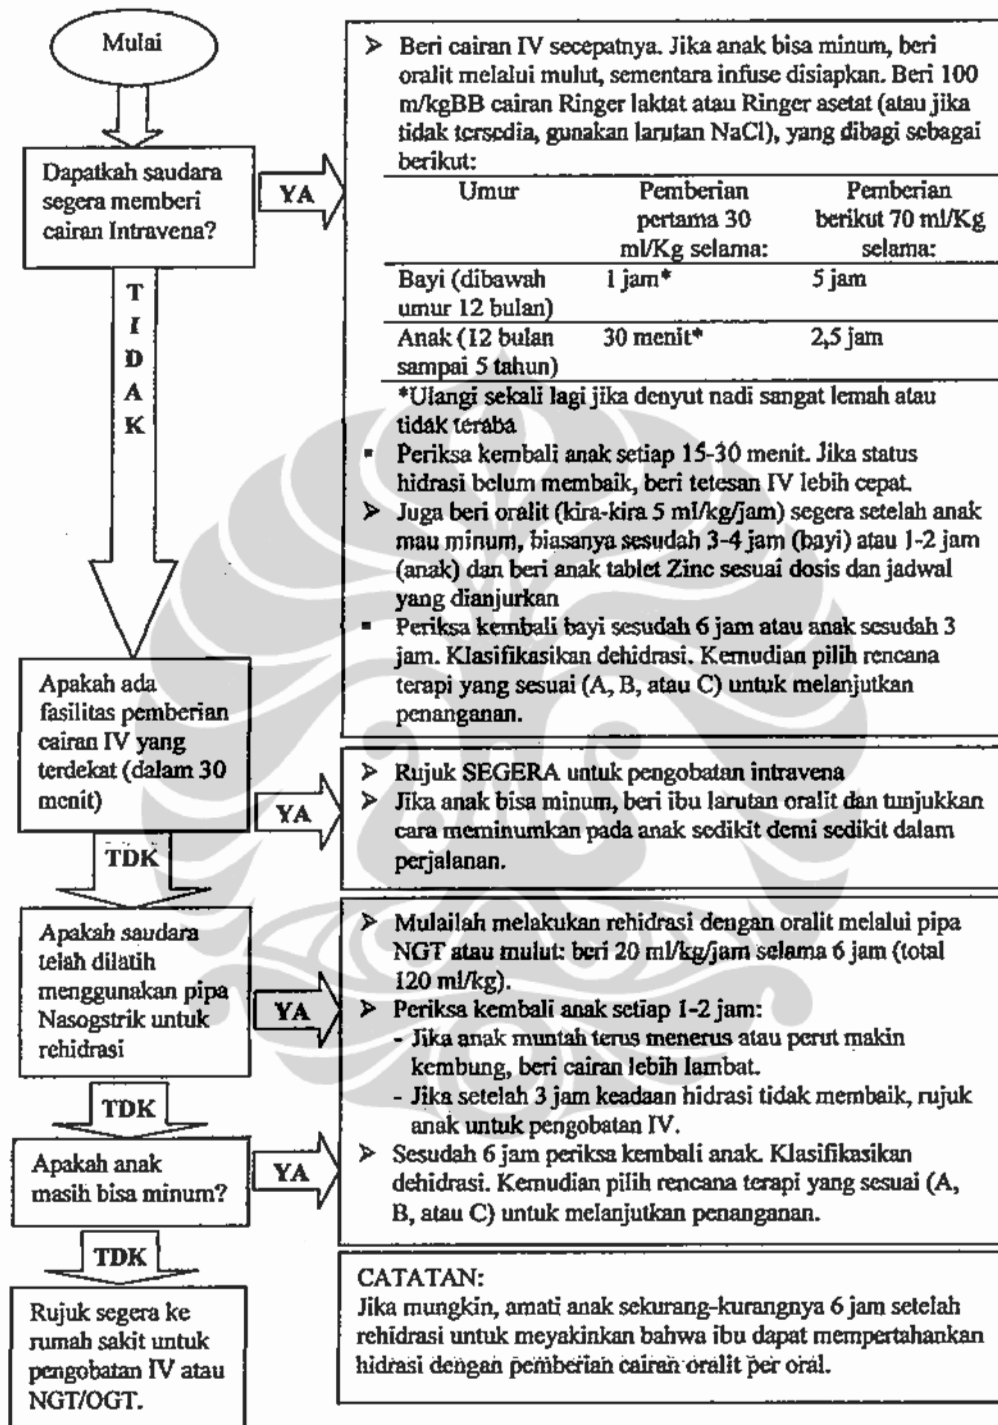 Mulai
Dapatkah saudara
segera memberi
cairan Intravena?
YA
➤ Beri cairan IV secepatnya. Jika anak bisa minum, beri
oralit melalui mulut, sementara infuse disiapkan. Beri 100
m/kgBB cairan Ringer laktat atau Ringer asetat (atau jika
tidak tersedia, gunakan larutan NaCl), yang dibagi sebagai
berikut:
Umur Pemberian Pemberian
pertama 30 berikut 70 ml/Kg
ml/Kg selama: selama:
Bayi (dibawah 1 jam* 5 jam
umur 12 bulan)
Anak (12 bulan 30 menit* 2,5 jam
sampai 5 tahun)
*Ulangi sekali lagi jika denyut nadi sangat lemah atau
tidak teraba
▪ Periksa kembali anak setiap 15-30 menit. Jika status
hidrasi belum membaik, beri tetesan IV lebih cepat.
➤ Juga beri oralit (kira-kira 5 ml/kg/jam) segera setelah anak
mau minum, biasanya sesudah 3-4 jam (bayi) atau 1-2 jam
(anak) dan beri anak tablet Zinc sesuai dosis dan jadwal
yang dianjurkan
▪ Periksa kembali bayi sesudah 6 jam atau anak sesudah 3
jam. Klasifikasikan dehidrasi. Kemudian pilih rencana
terapi yang sesuai (A, B, atau C) untuk melanjutkan
penanganan.
T
I
D
A
K
Apakah ada
fasilitas pemberian
cairan IV yang
terdekat (dalam 30
menit)
YA
➤ Rujuk SEGERA untuk pengobatan intravena
➤ Jika anak bisa minum, beri ibu larutan oralit dan tunjukkan
cara meminumkan pada anak sedikit demi sedikit dalam
perjalanan.
TDK
Apakah saudara
telah dilatih
menggunakan pipa
Nasogstrik untuk
rehidrasi
YA
➤ Mulailah melakukan rehidrasi dengan oralit melalui pipa
NGT atau mulut: beri 20 ml/kg/jam selama 6 jam (total
120 ml/kg).
➤ Periksa kembali anak setiap 1-2 jam:
- Jika anak muntah terus menerus atau perut makin
kembung, beri cairan lebih lambat.
- Jika setelah 3 jam keadaan hidrasi tidak membaik, rujuk
anak untuk pengobatan IV.
➤ Sesudah 6 jam periksa kembali anak. Klasifikasikan
dehidrasi. Kemudian pilih rencana terapi yang sesuai (A,
B, atau C) untuk melanjutkan penanganan.
TDK
Apakah anak
masih bisa minum?
YA
TDK
Rujuk segera ke
rumah sakit untuk
pengobatan IV atau
NGT/OGT.
CATATAN:
Jika mungkin, amati anak sekurang-kurangnya 6 jam setelah
rehidrasi untuk meyakinkan bahwa ibu dapat mempertahankan
hidrasi dengan pemberian cairan oralit per oral.